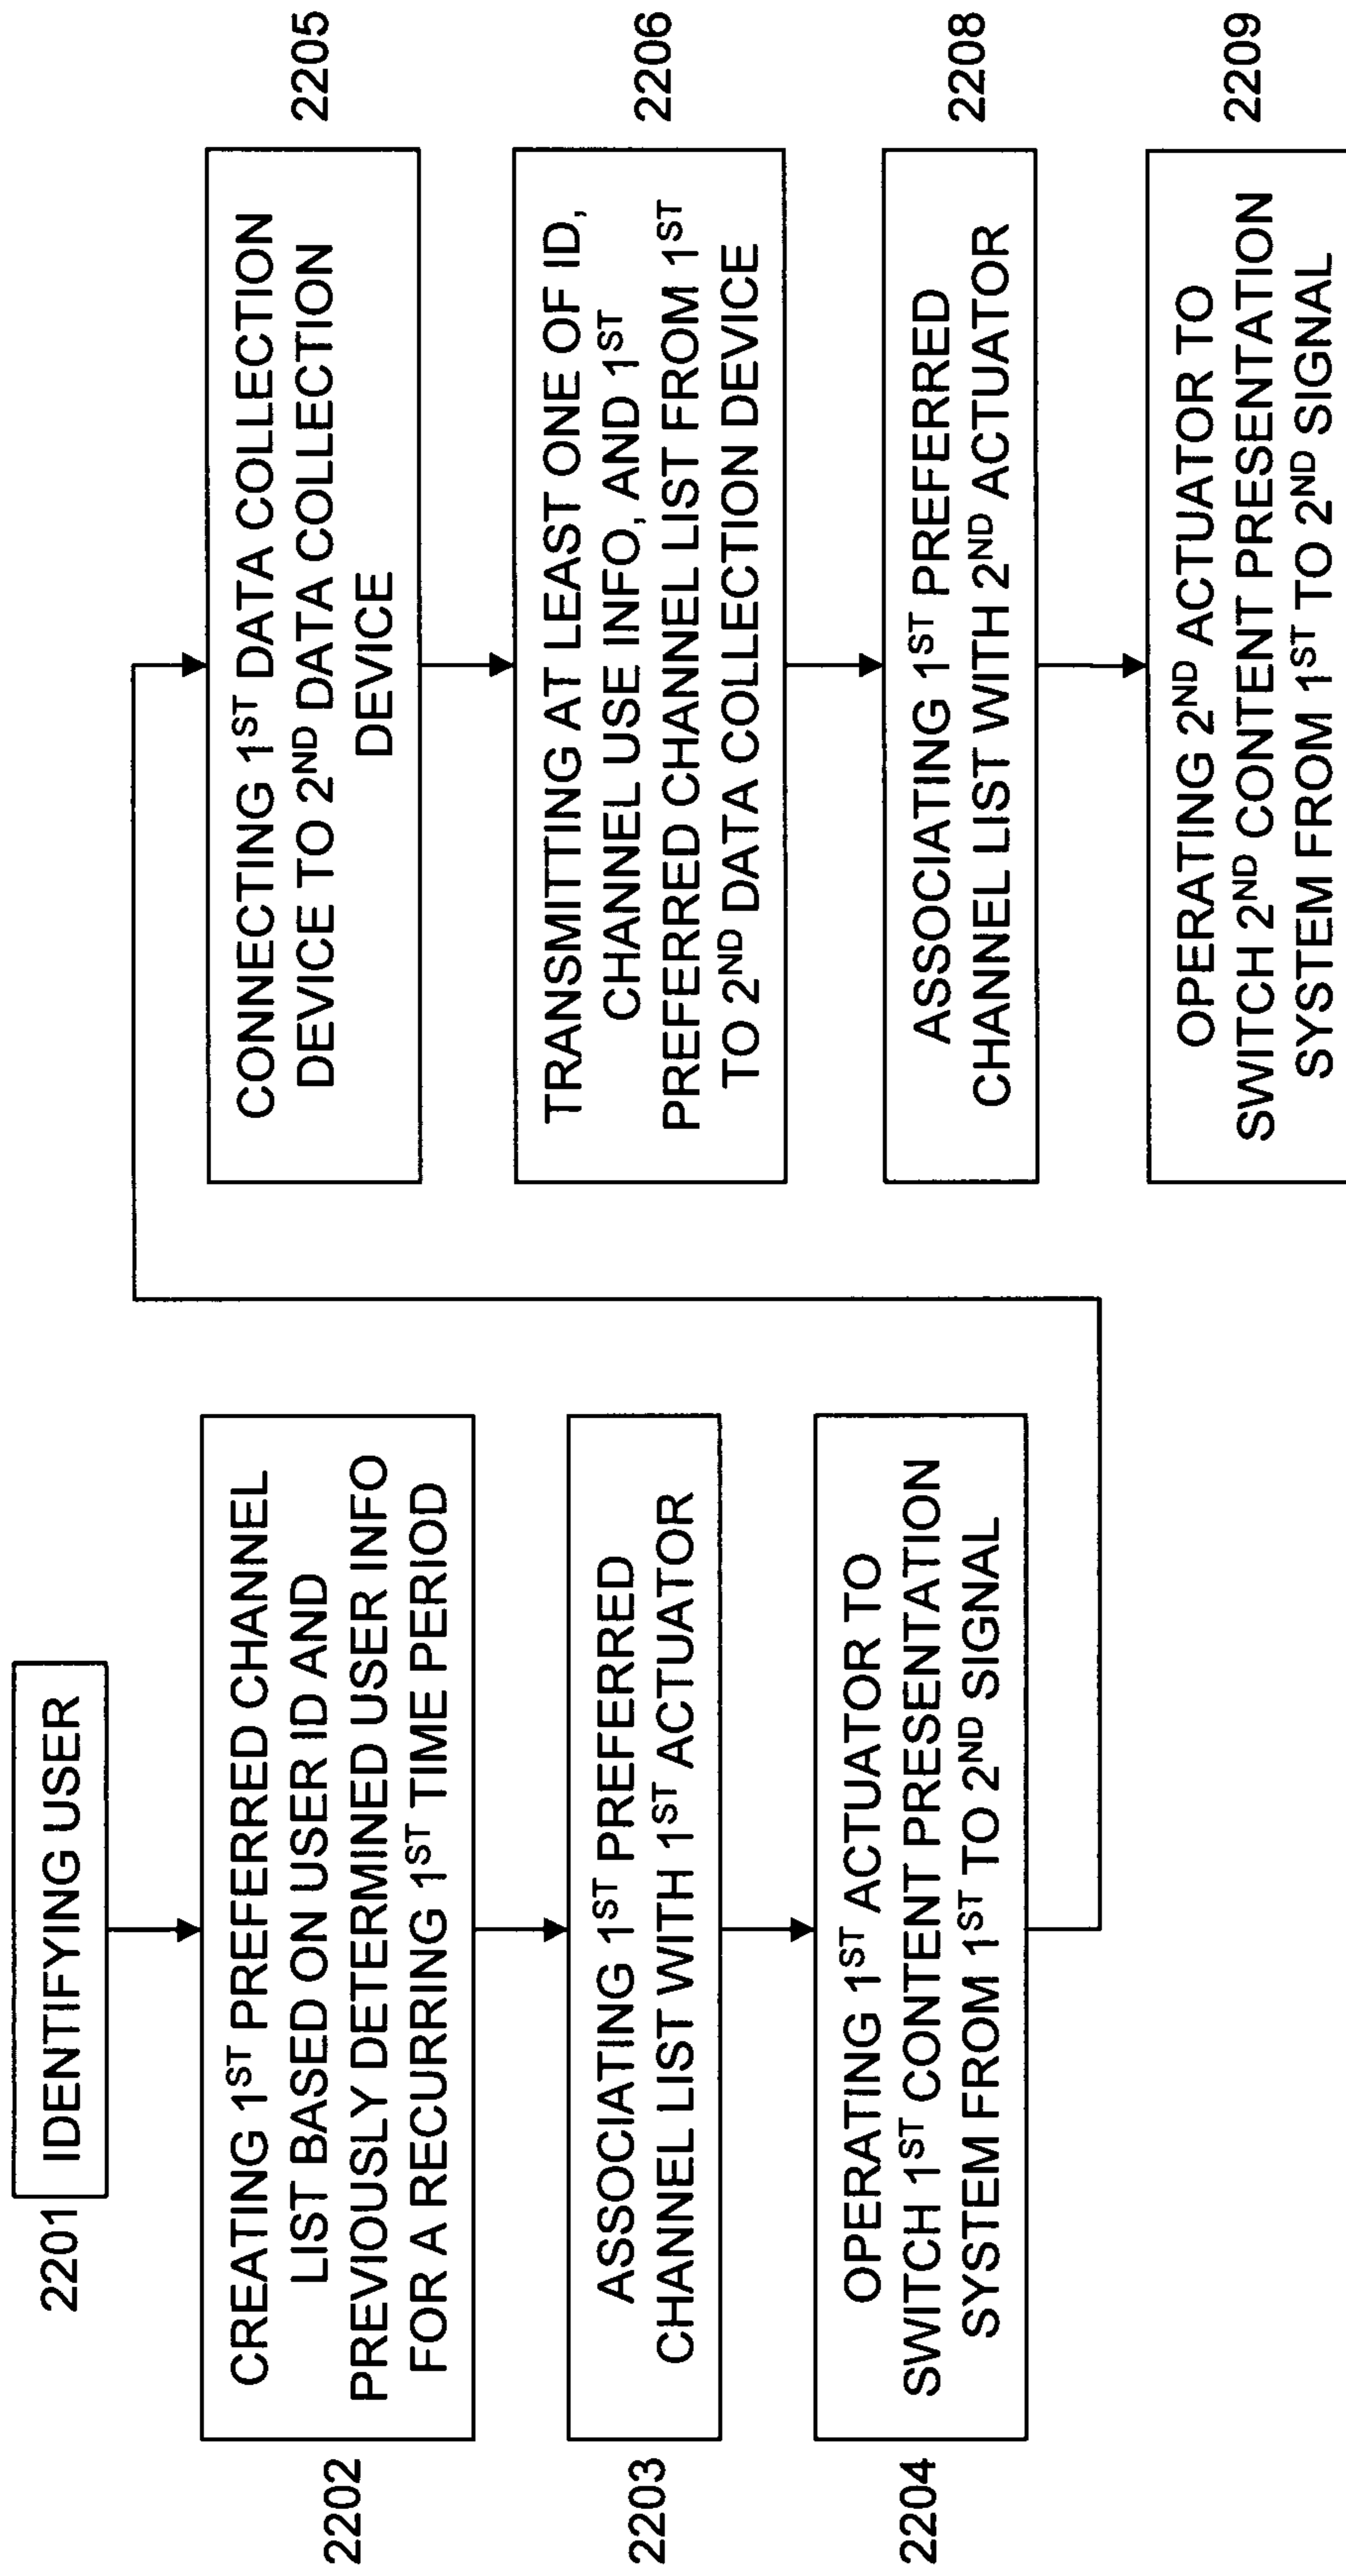 2201
IDENTIFYING USER
2202
CREATING 1ST PREFERRED CHANNEL
LIST BASED ON USER ID AND
PREVIOUSLY DETERMINED USER INFO
FOR A RECURRING 1ST TIME PERIOD
2203
ASSOCIATING 1ST PREFERRED
CHANNEL LIST WITH 1ST ACTUATOR
2204
OPERATING 1ST ACTUATOR TO
SWITCH 1ST CONTENT PRESENTATION
SYSTEM FROM 1ST TO 2ND SIGNAL
CONNECTING 1ST DATA COLLECTION
DEVICE TO 2ND DATA COLLECTION
DEVICE
2205
TRANSMITTING AT LEAST ONE OF ID,
CHANNEL USE INFO, AND 1ST
PREFERRED CHANNEL LIST FROM 1ST
TO 2ND DATA COLLECTION DEVICE
2206
ASSOCIATING 1ST PREFERRED
CHANNEL LIST WITH 2ND ACTUATOR
2208
OPERATING 2ND ACTUATOR TO
SWITCH 2ND CONTENT PRESENTATION
SYSTEM FROM 1ST TO 2ND SIGNAL
2209